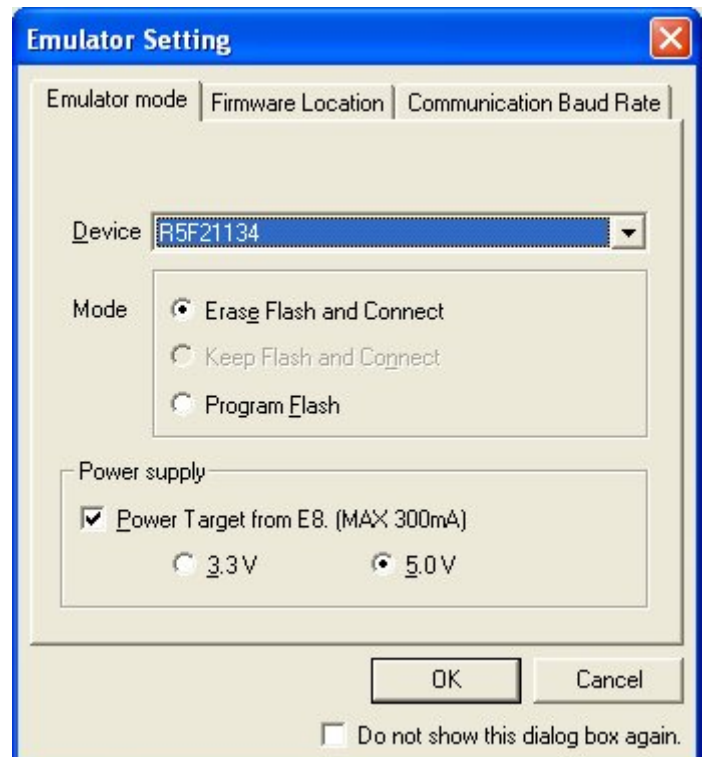 Emulator Setting
Emulator mode Firmware Location Communication Baud Rate
Device R5F21134
Mode Erase Flash and Connect
Keep Flash and Connect
Program Flash
Power supply
Power Target from E8. (MAX 300mA)
3.3 V 5.0 V
OK Cancel
Do not show this dialog box again.